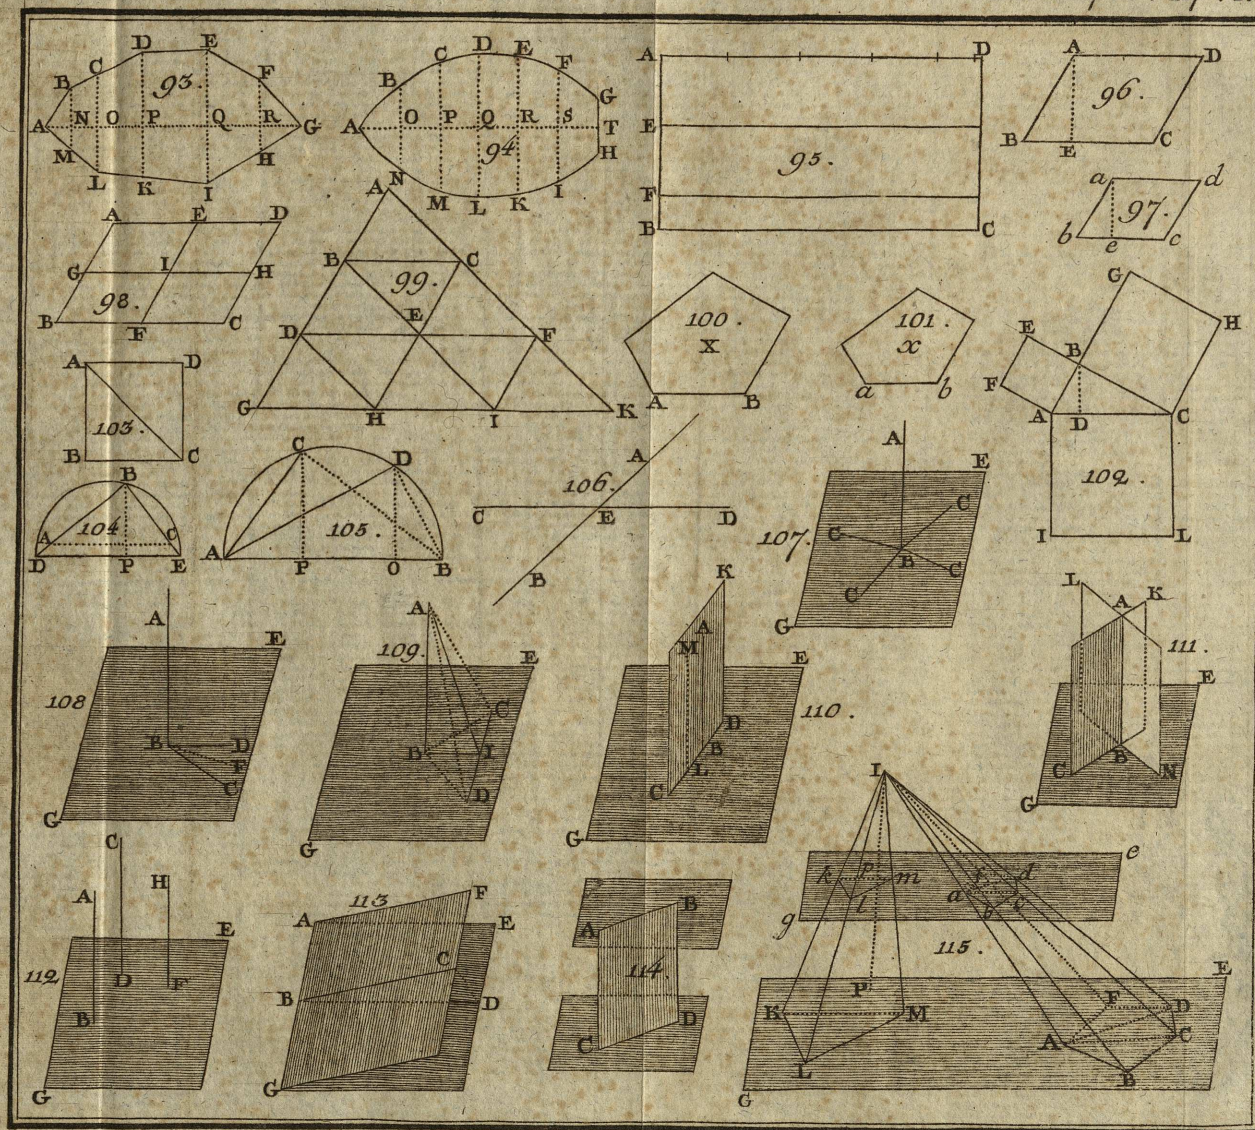 D E
C
B F
93.
A N O P Q R G
M H
L K I
C D E F
B G
A O P Q R S T
94
H
N M L K I
A D
E
95.
F
B C
A D
96.
B E C
a d
97.
b e c
A E D
G I H
98.
B F C
A
B C
99.
D E F
G H I K
100.
X
A B
101.
x
a b
G
E H
B
F
A D C
102.
I L
A D
103.
B C
B
104
A C
D P E
C D
105.
A P O B
A
106.
C E D
B
A
E
107.
C C
B
C C
G
A
E
108
B D
F
C
G
A
109.
E
C
B I
D
G
K
A
M
E
110.
D
B
L
C
G
L A K
111.
E
C B N
G
C
H
A
E
112
D F
B
G
113
F
A E
C
B D
G
B
A
114.
D
C
I
e
k p m f d
l a c
b
g
115.
E
P F D
K M
A C
L B
G